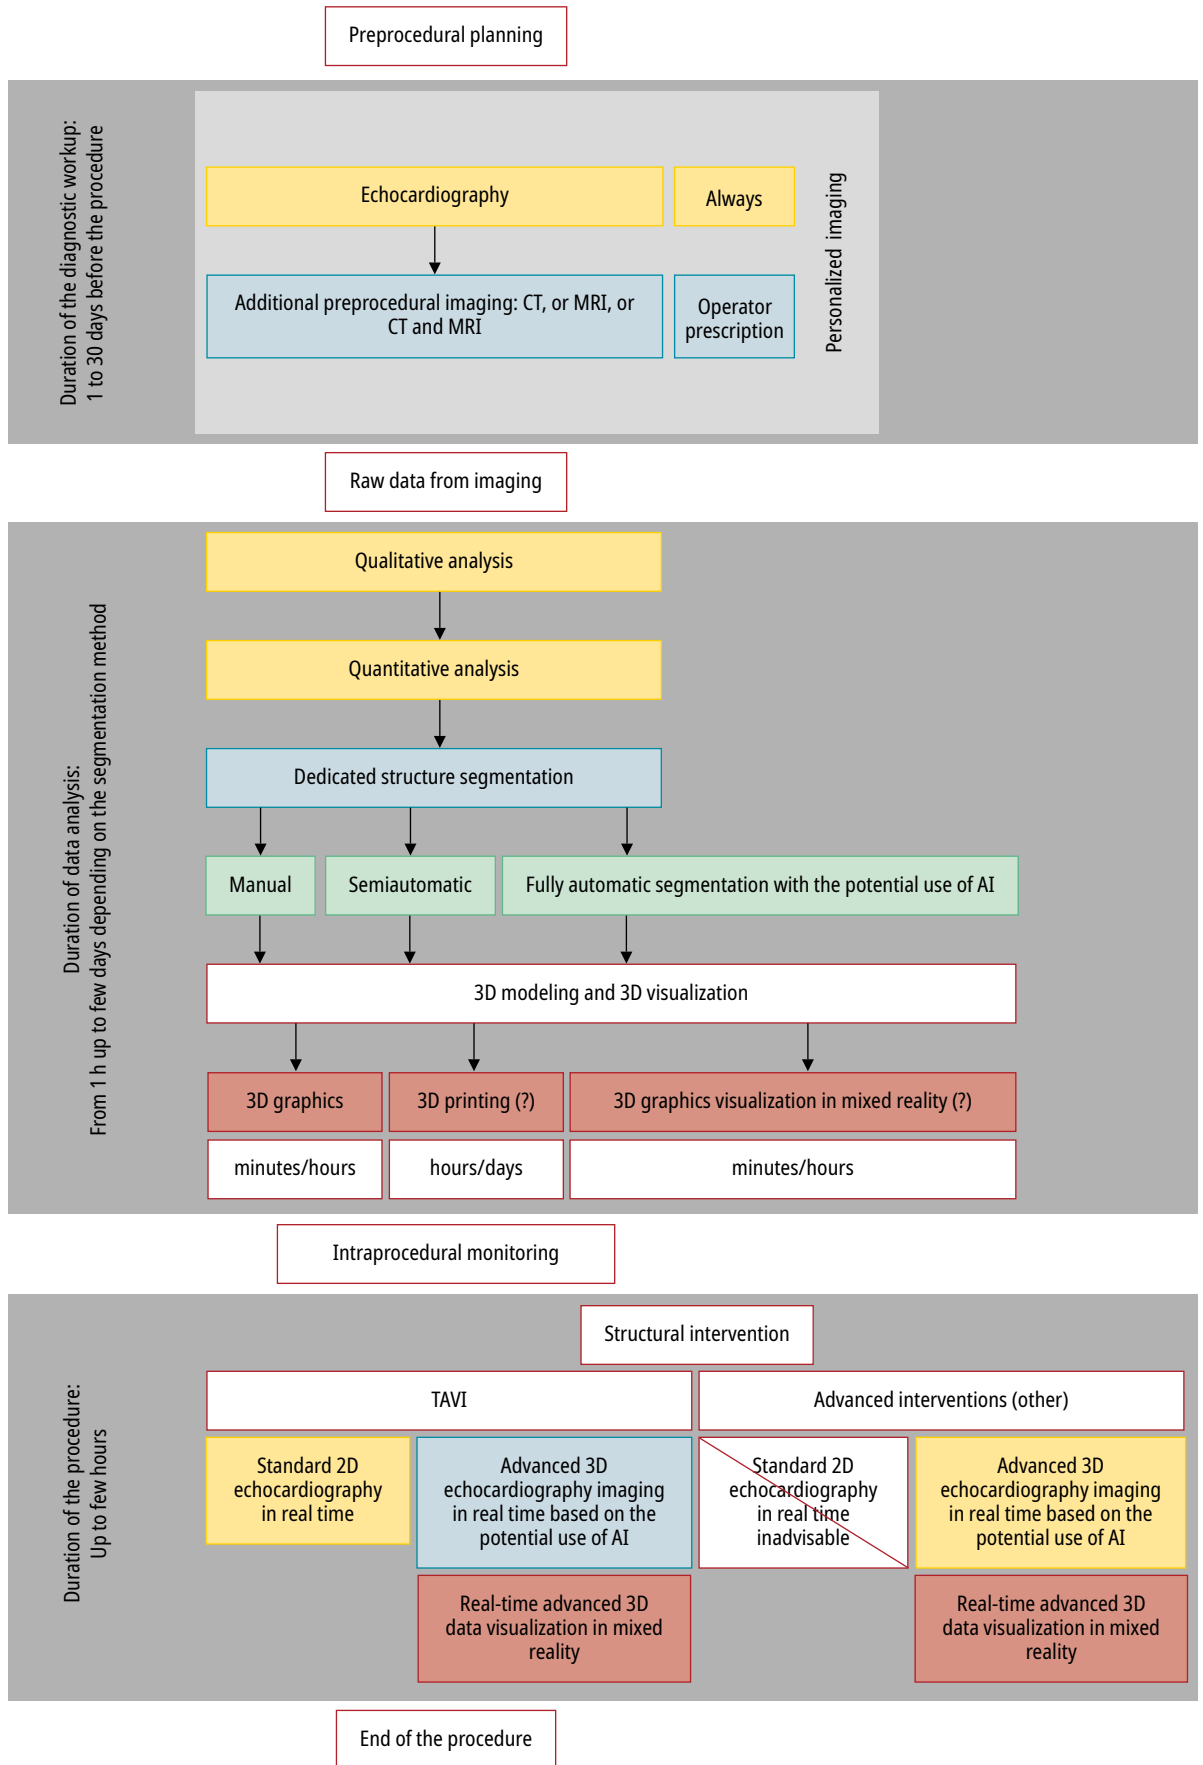 Preprocedural planning
Duration of the diagnostic workup:
1 to 30 days before the procedure
Echocardiography
Always
Additional preprocedural imaging: CT, or MRI, or
CT and MRI
Operator
prescription
Personalized imaging
Raw data from imaging
Duration of data analysis:
From 1 h up to few days depending on the segmentation method
Qualitative analysis
Quantitative analysis
Dedicated structure segmentation
Manual
Semiautomatic
Fully automatic segmentation with the potential use of AI
3D modeling and 3D visualization
3D graphics
3D printing (?)
3D graphics visualization in mixed reality (?)
minutes/hours
hours/days
minutes/hours
Intraprocedural monitoring
Duration of the procedure:
Up to few hours
Structural intervention
TAVI
Advanced interventions (other)
Standard 2D
echocardiography
in real time
Advanced 3D
echocardiography imaging
in real time based on the
potential use of AI
Standard 2D
echocardiography
in real time
inadvisable
Advanced 3D
echocardiography imaging
in real time based on the
potential use of AI
Real-time advanced 3D
data visualization in mixed
reality
Real-time advanced 3D
data visualization in mixed
reality
End of the procedure